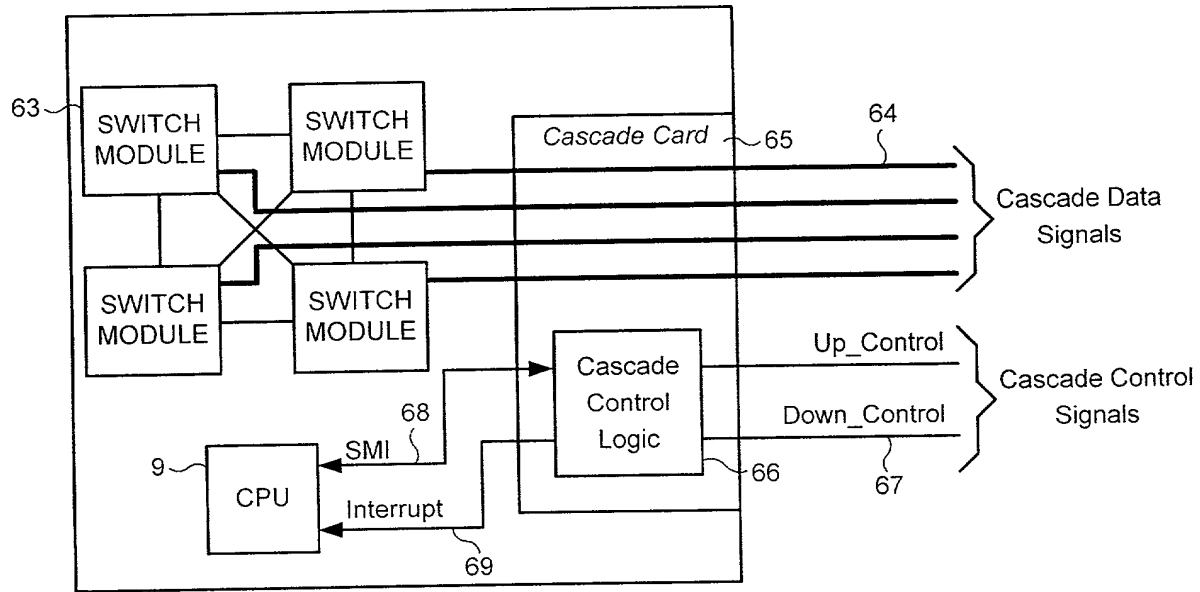 63
SWITCH
MODULE
SWITCH
MODULE
Cascade Card
65
64
Cascade Data
Signals
SWITCH
MODULE
SWITCH
MODULE
Cascade
Control
Logic
66
Up_Control
Down_Control
67
Cascade Control
Signals
68
SMI
9
CPU
Interrupt
69